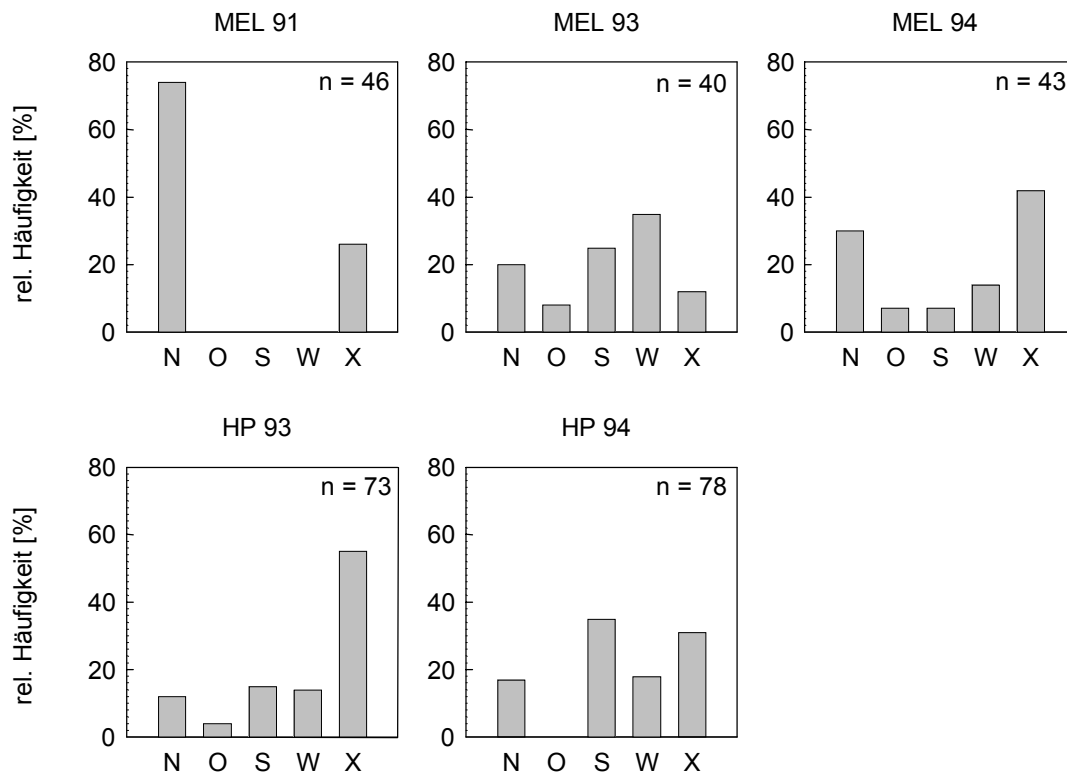 MEL 91
MEL 93
MEL 94
rel. Häufigkeit [%]
80
60
40
20
0
n = 46
N O S W X
80
60
40
20
0
n = 40
N O S W X
80
60
40
20
0
n = 43
N O S W X
HP 93
HP 94
rel. Häufigkeit [%]
80
60
40
20
0
n = 73
N O S W X
80
60
40
20
0
n = 78
N O S W X